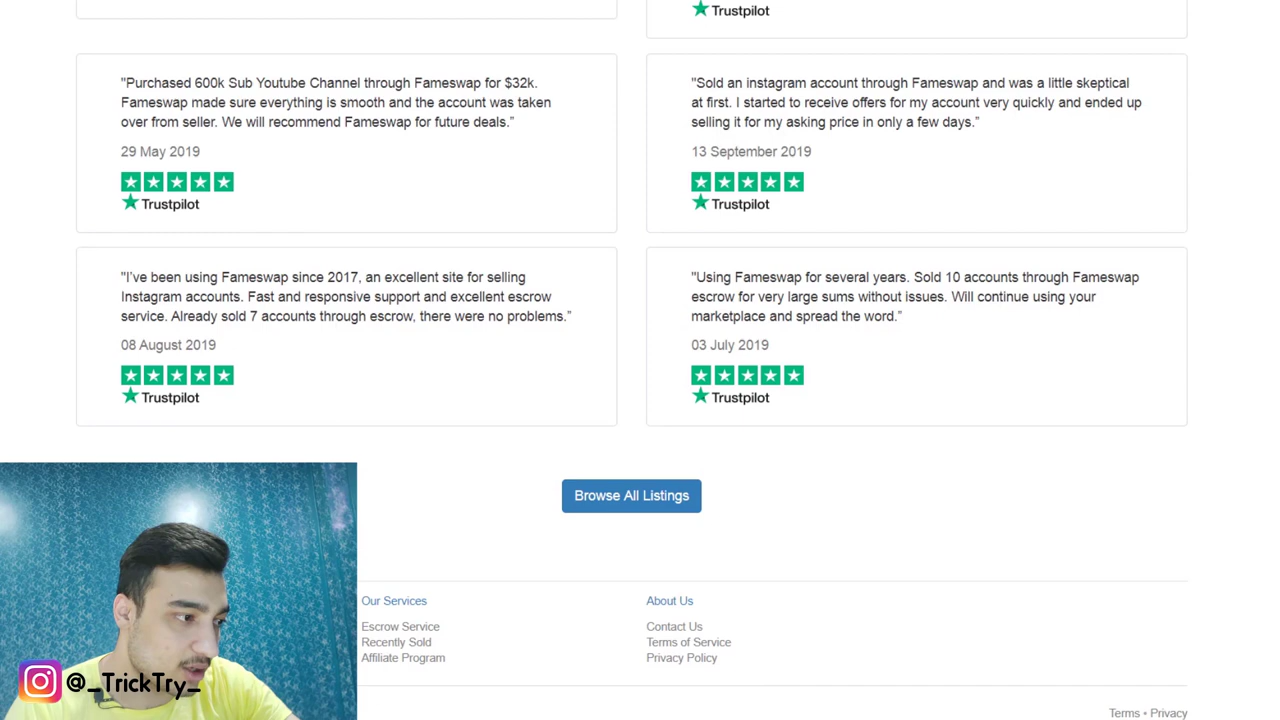 Trustpilot
"Purchased 600k Sub Youtube Channel through Fameswap for $32k.
Fameswap made sure everything is smooth and the account was taken
over from seller. We will recommend Fameswap for future deals.”
29 May 2019
Trustpilot
"Sold an instagram account through Fameswap and was a little skeptical
at first. I started to receive offers for my account very quickly and ended up
selling it for my asking price in only a few days.”
13 September 2019
Trustpilot
"I’ve been using Fameswap since 2017, an excellent site for selling
Instagram accounts. Fast and responsive support and excellent escrow
service. Already sold 7 accounts through escrow, there were no problems.”
08 August 2019
Trustpilot
"Using Fameswap for several years. Sold 10 accounts through Fameswap
escrow for very large sums without issues. Will continue using your
marketplace and spread the word.”
03 July 2019
Trustpilot
Browse All Listings
Our Services
Escrow Service
Recently Sold
Affiliate Program
About Us
Contact Us
Terms of Service
Privacy Policy
Terms • Privacy
@_TrickTry_